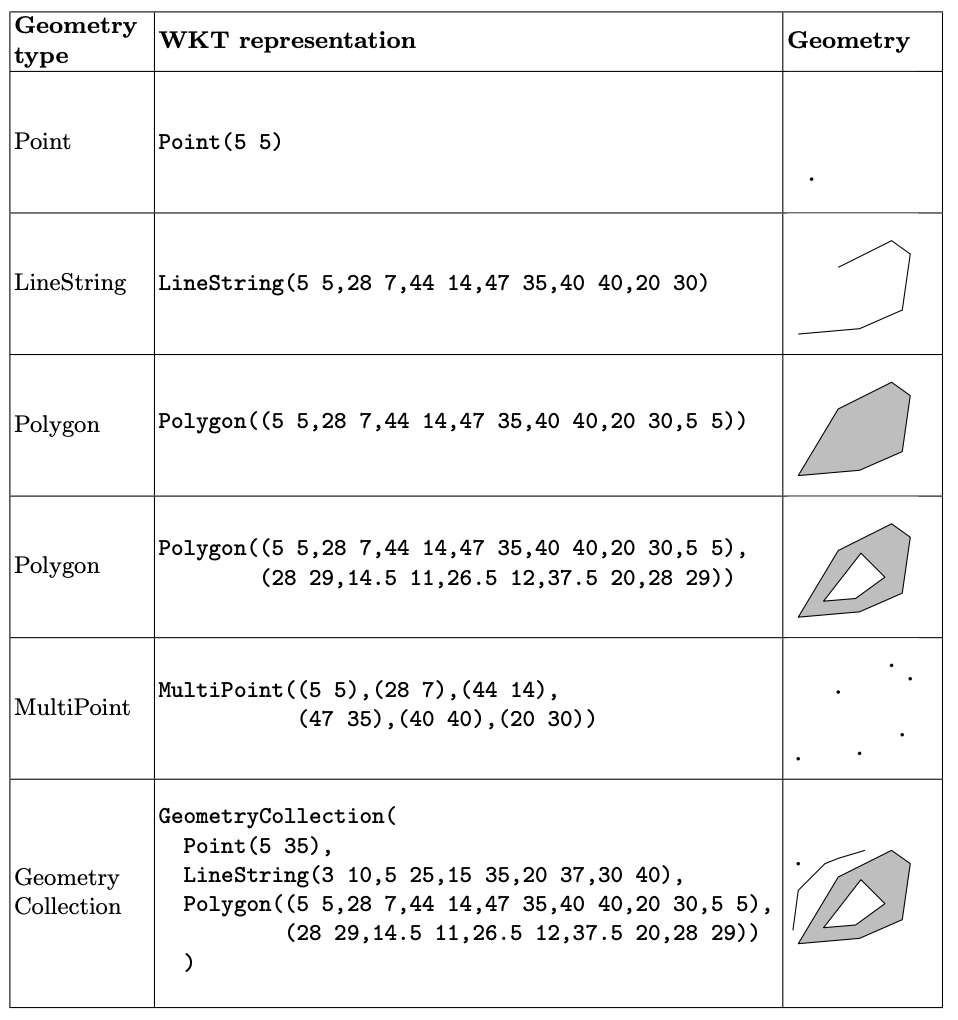 Geometry type
WKT representation
Geometry
Point
Point(5 5)
LineString
LineString(5 5,28 7,44 14,47 35,40 40,20 30)
Polygon
Polygon((5 5,28 7,44 14,47 35,40 40,20 30,5 5))
Polygon
Polygon((5 5,28 7,44 14,47 35,40 40,20 30,5 5),
(28 29,14.5 11,26.5 12,37.5 20,28 29))
MultiPoint
MultiPoint((5 5),(28 7),(44 14),
(47 35),(40 40),(20 30))
Geometry
Collection
GeometryCollection(
Point(5 35),
LineString(3 10,5 25,15 35,20 37,30 40),
Polygon((5 5,28 7,44 14,47 35,40 40,20 30,5 5),
(28 29,14.5 11,26.5 12,37.5 20,28 29))
)